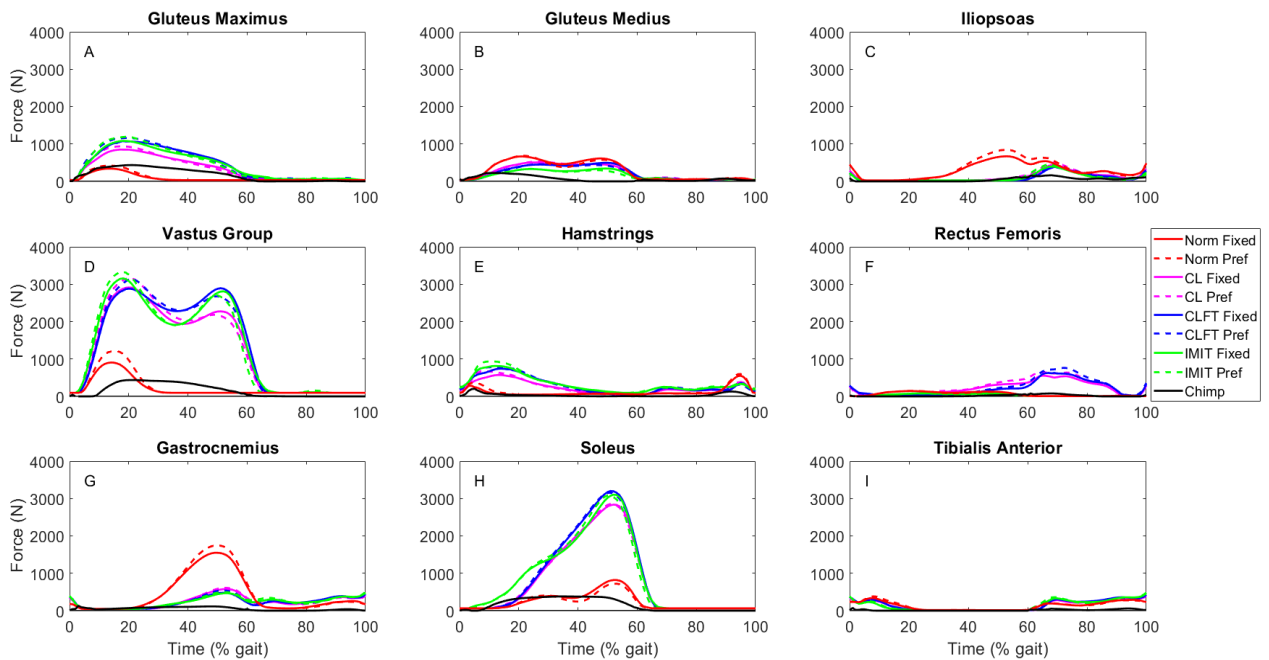 Gluteus Maximus
Gluteus Medius
Iliopsoas
A
B
C
4000
3000
2000
1000
0
4000
3000
2000
1000
0
4000
3000
2000
1000
0
Force (N)
0 20 40 60 80 100
0 20 40 60 80 100
0 20 40 60 80 100
Vastus Group
Hamstrings
Rectus Femoris
D
E
F
4000
3000
2000
1000
0
4000
3000
2000
1000
0
4000
3000
2000
1000
0
Force (N)
0 20 40 60 80 100
0 20 40 60 80 100
0 20 40 60 80 100
Norm Fixed
Norm Pref
CL Fixed
CL Pref
CLFT Fixed
CLFT Pref
IMIT Fixed
IMIT Pref
Chimp
Gastrocnemius
Soleus
Tibialis Anterior
G
H
I
4000
3000
2000
1000
0
4000
3000
2000
1000
0
4000
3000
2000
1000
0
Force (N)
0 20 40 60 80 100
0 20 40 60 80 100
0 20 40 60 80 100
Time (% gait)
Time (% gait)
Time (% gait)